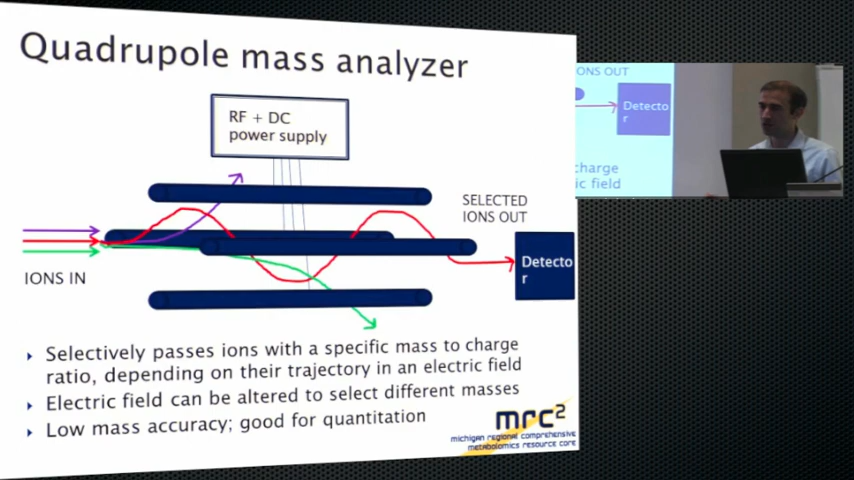 Quadrupole mass analyzer
RF + DC
power supply
SELECTED
IONS OUT
IONS IN
Detecto
r
Selectively passes ions with a specific mass to charge
ratio, depending on their trajectory in an electric field
Electric field can be altered to select different masses
Low mass accuracy; good for quantitation
mrc²
michigan regional comprehensive
metabolomics resource core
ONS OUT
Detecto
r
charge
ic field